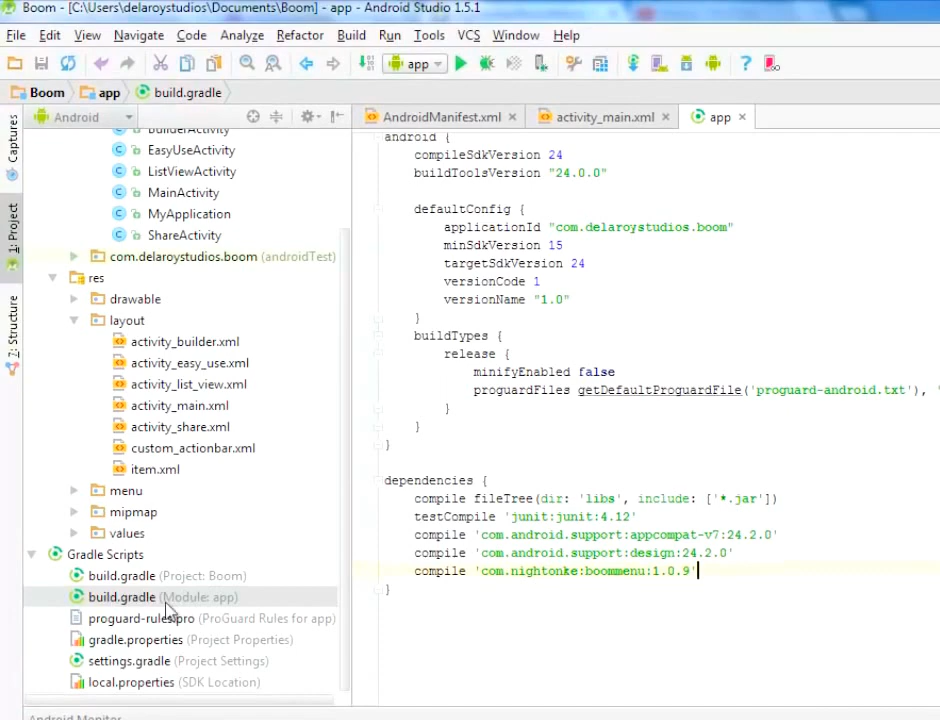 Boom - [C:\Users\delaroystudios\Documents\Boom] - app - Android Studio 1.5.1
File Edit View Navigate Code Analyze Refactor Build Run Tools VCS Window Help
app
Boom app build.gradle
Android
AndroidManifest.xml activity_main.xml app
Captures
1: Project
7: Structure
BuilderActivity
EasyUseActivity
ListViewActivity
MainActivity
MyApplication
ShareActivity
com.delaroystudios.boom (androidTest)
res
drawable
layout
activity_builder.xml
activity_easy_use.xml
activity_list_view.xml
activity_main.xml
activity_share.xml
custom_actionbar.xml
item.xml
menu
mipmap
values
Gradle Scripts
build.gradle (Project: Boom)
build.gradle (Module: app)
proguard-rules.pro (ProGuard Rules for app)
gradle.properties (Project Properties)
settings.gradle (Project Settings)
local.properties (SDK Location)
android {
compileSdkVersion 24
buildToolsVersion "24.0.0"
defaultConfig {
applicationId "com.delaroystudios.boom"
minSdkVersion 15
targetSdkVersion 24
versionCode 1
versionName "1.0"
}
buildTypes {
release {
minifyEnabled false
proguardFiles getDefaultProguardFile('proguard-android.txt'), '
}
}
}
dependencies {
compile fileTree(dir: 'libs', include: ['*.jar'])
testCompile 'junit:junit:4.12'
compile 'com.android.support:appcompat-v7:24.2.0'
compile 'com.android.support:design:24.2.0'
compile 'com.nightonke:boommenu:1.0.9'
}
Android Monitor